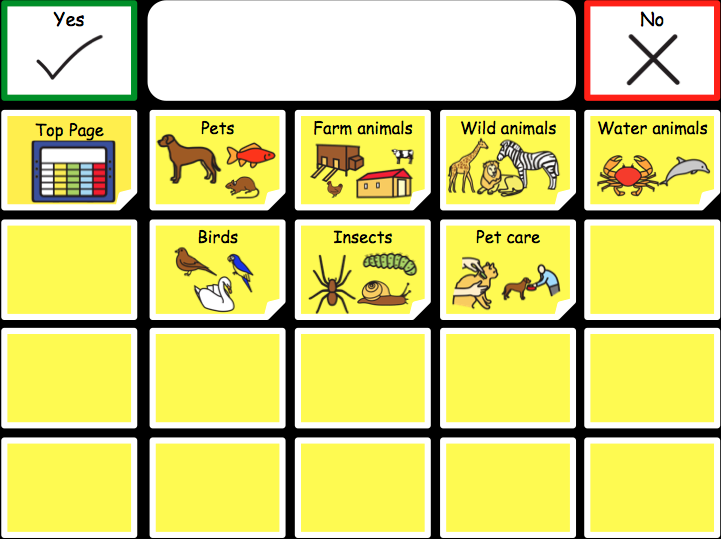 Yes
No
Top Page
Pets
Farm animals
Wild animals
Water animals
Birds
Insects
Pet care